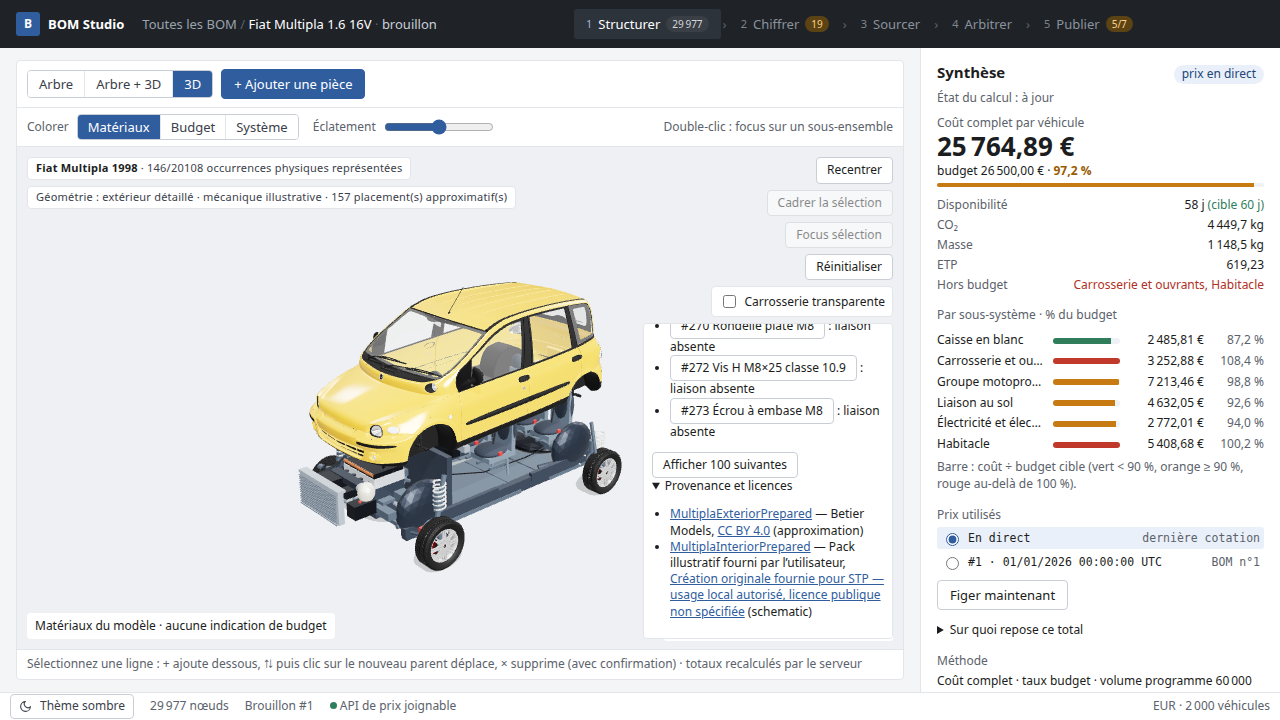 B BOM Studio Toutes les BOM / Fiat Multipla 1.6 16V · brouillon 1 Structurer 29 977 › 2 Chiffrer 19 › 3 Sourcer › 4 Arbitrer › 5 Publier 5/7
Arbre Arbre + 3D 3D + Ajouter une pièce
Colorer Matériaux Budget Système Éclatement Double-clic : focus sur un sous-ensemble
Fiat Multipla 1998 · 146/20108 occurrences physiques représentées
Géométrie : extérieur détaillé · mécanique illustrative · 157 placement(s) approximatif(s)
Recentrer
Cadrer la sélection
Focus sélection
Réinitialiser
Carrosserie transparente
• #270 Rondelle plate M8 : liaison
absente
• #272 Vis H M8×25 classe 10.9 :
liaison absente
• #273 Écrou à embase M8 : liaison
absente
Afficher 100 suivantes
▼ Provenance et licences
• MultiplaExteriorPrepared — Betier
Models, CC BY 4.0 (approximation)
• MultiplaInteriorPrepared — Pack
illustratif fourni par l'utilisateur,
Création originale fournie pour STP —
usage local autorisé, licence publique
non spécifiée (schematic)
Matériaux du modèle · aucune indication de budget
Sélectionnez une ligne : + ajoute dessous, ⇅ puis clic sur le nouveau parent déplace, × supprime (avec confirmation) · totaux recalculés par le serveur
Synthèse prix en direct
État du calcul : à jour
Coût complet par véhicule
25 764,89 €
budget 26 500,00 € · 97,2 %
Disponibilité 58 j (cible 60 j)
CO₂ 4 449,7 kg
Masse 1 148,5 kg
ETP 619,23
Hors budget Carrosserie et ouvrants, Habitacle
Par sous-système · % du budget
Caisse en blanc 2 485,81 € 87,2 %
Carrosserie et ou... 3 252,88 € 108,4 %
Groupe motopro... 7 213,46 € 98,8 %
Liaison au sol 4 632,05 € 92,6 %
Électricité et élec... 2 772,01 € 94,0 %
Habitacle 5 408,68 € 100,2 %
Barre : coût ÷ budget cible (vert < 90 %, orange ≥ 90 %,
rouge au-delà de 100 %).
Prix utilisés
En direct dernière cotation
#1 · 01/01/2026 00:00:00 UTC BOM n°1
Figer maintenant
▶ Sur quoi repose ce total
Méthode
Coût complet · taux budget · volume programme 60 000
Thème sombre 29 977 nœuds Brouillon #1 API de prix joignable EUR · 2 000 véhicules